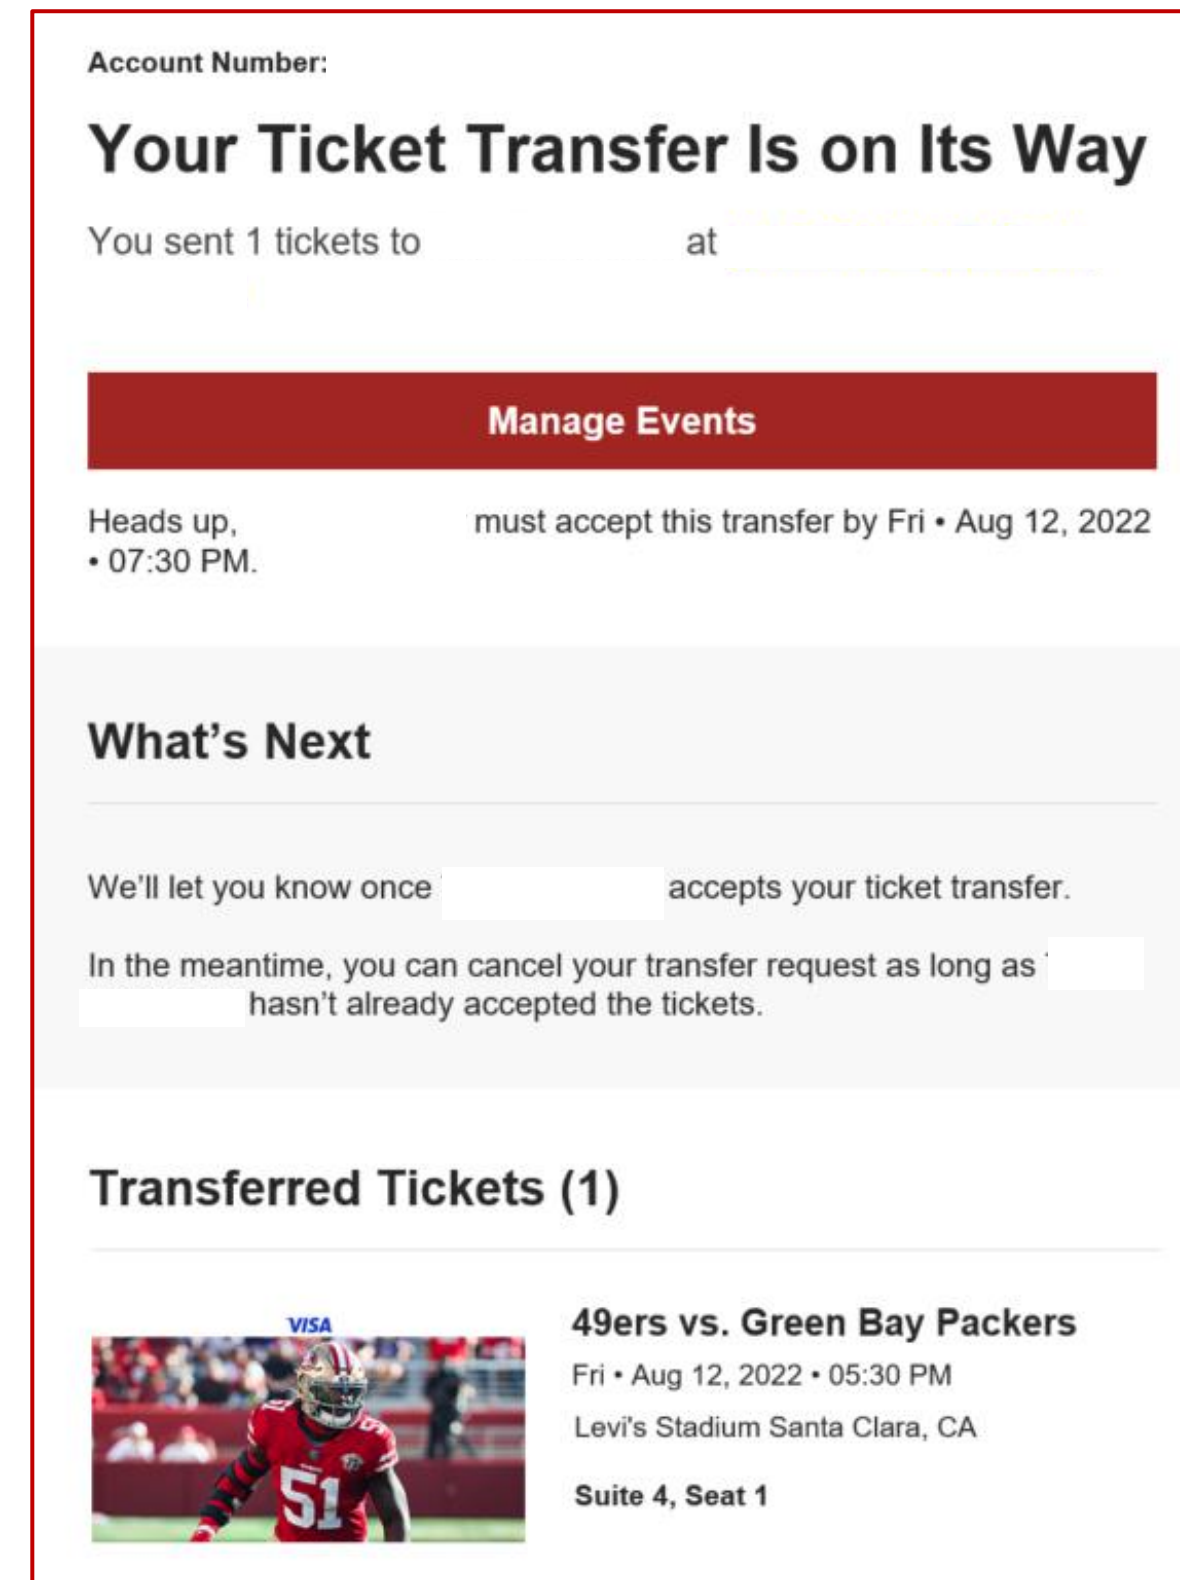 Account Number:
Your Ticket Transfer Is on Its Way
You sent 1 tickets to at
Manage Events
Heads up, must accept this transfer by Fri • Aug 12, 2022
• 07:30 PM.
What’s Next
We’ll let you know once accepts your ticket transfer.
In the meantime, you can cancel your transfer request as long as
hasn’t already accepted the tickets.
Transferred Tickets (1)
VISA
51
49ers vs. Green Bay Packers
Fri • Aug 12, 2022 • 05:30 PM
Levi's Stadium Santa Clara, CA
Suite 4, Seat 1